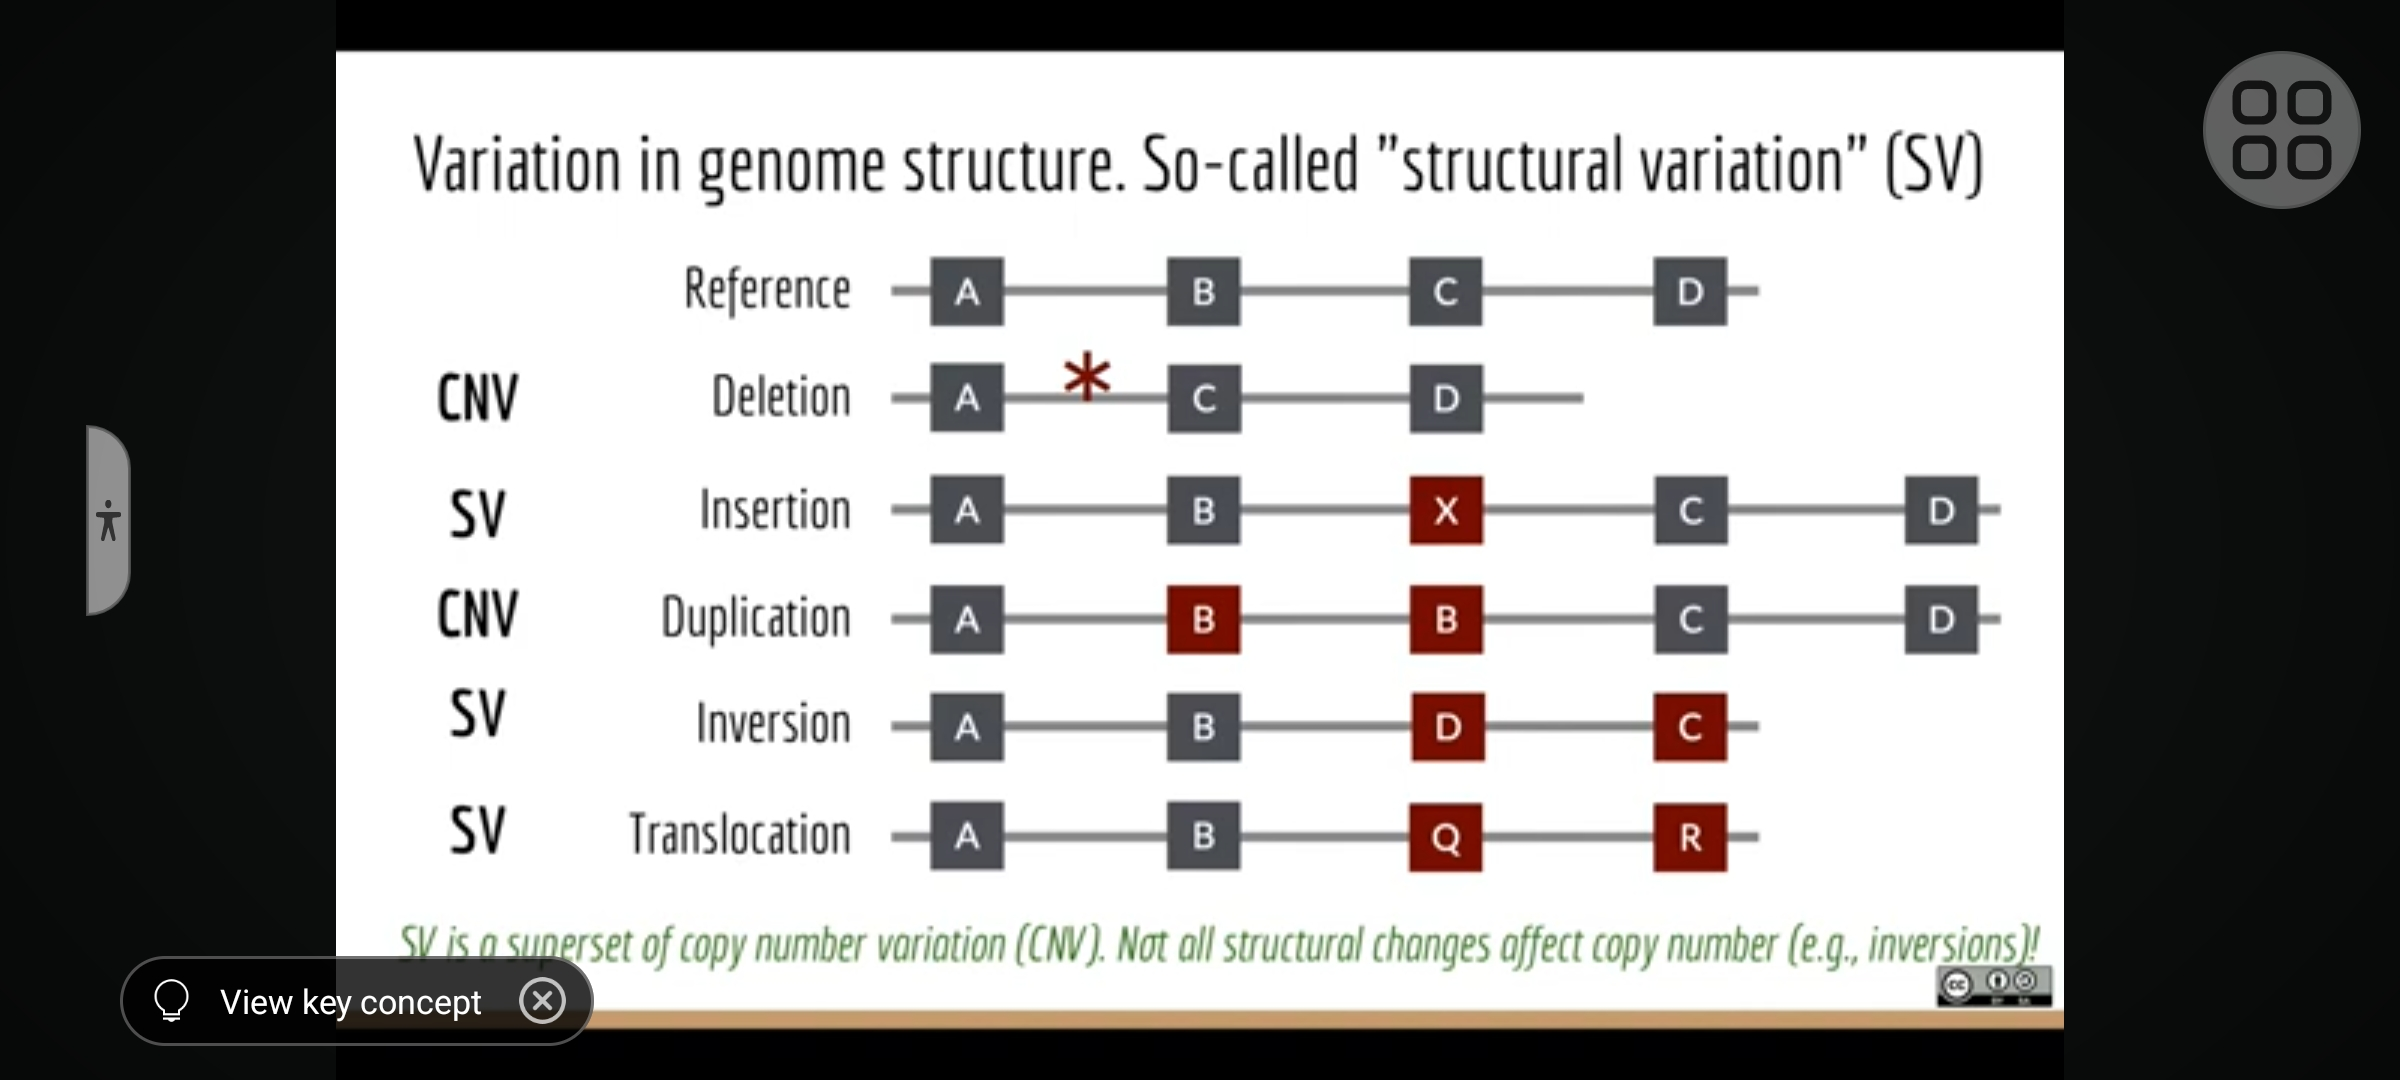 Variation in genome structure. So-called ”structural variation” (SV)
Reference A B C D
CNV Deletion A * C D
SV Insertion A B X C D
CNV Duplication A B B C D
SV Inversion A B D C
SV Translocation A B Q R
SV is a superset of copy number variation (CNV). Not all structural changes affect copy number (e.g., inversions)!
cc
View key concept